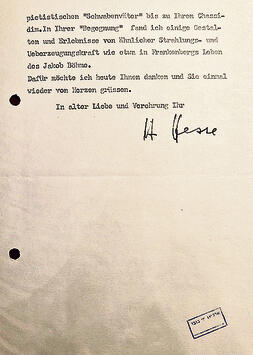 pietistischen "Schwabenväter" bis zu Ihren Chassi-
dim.In Ihrer "Begegnung" fand ich einige Gestal-
ten und Erlebnisse von ähnlicher Strahlungs- und
Ueberzeugungskraft wie etwa in Frankenbergs Leben
des Jakob Böhme.
Dafür möchte ich heute Ihnen danken und Sie einmal
wieder von Herzen grüssen.
In alter Liebe und Verehrung Ihr
H Hesse